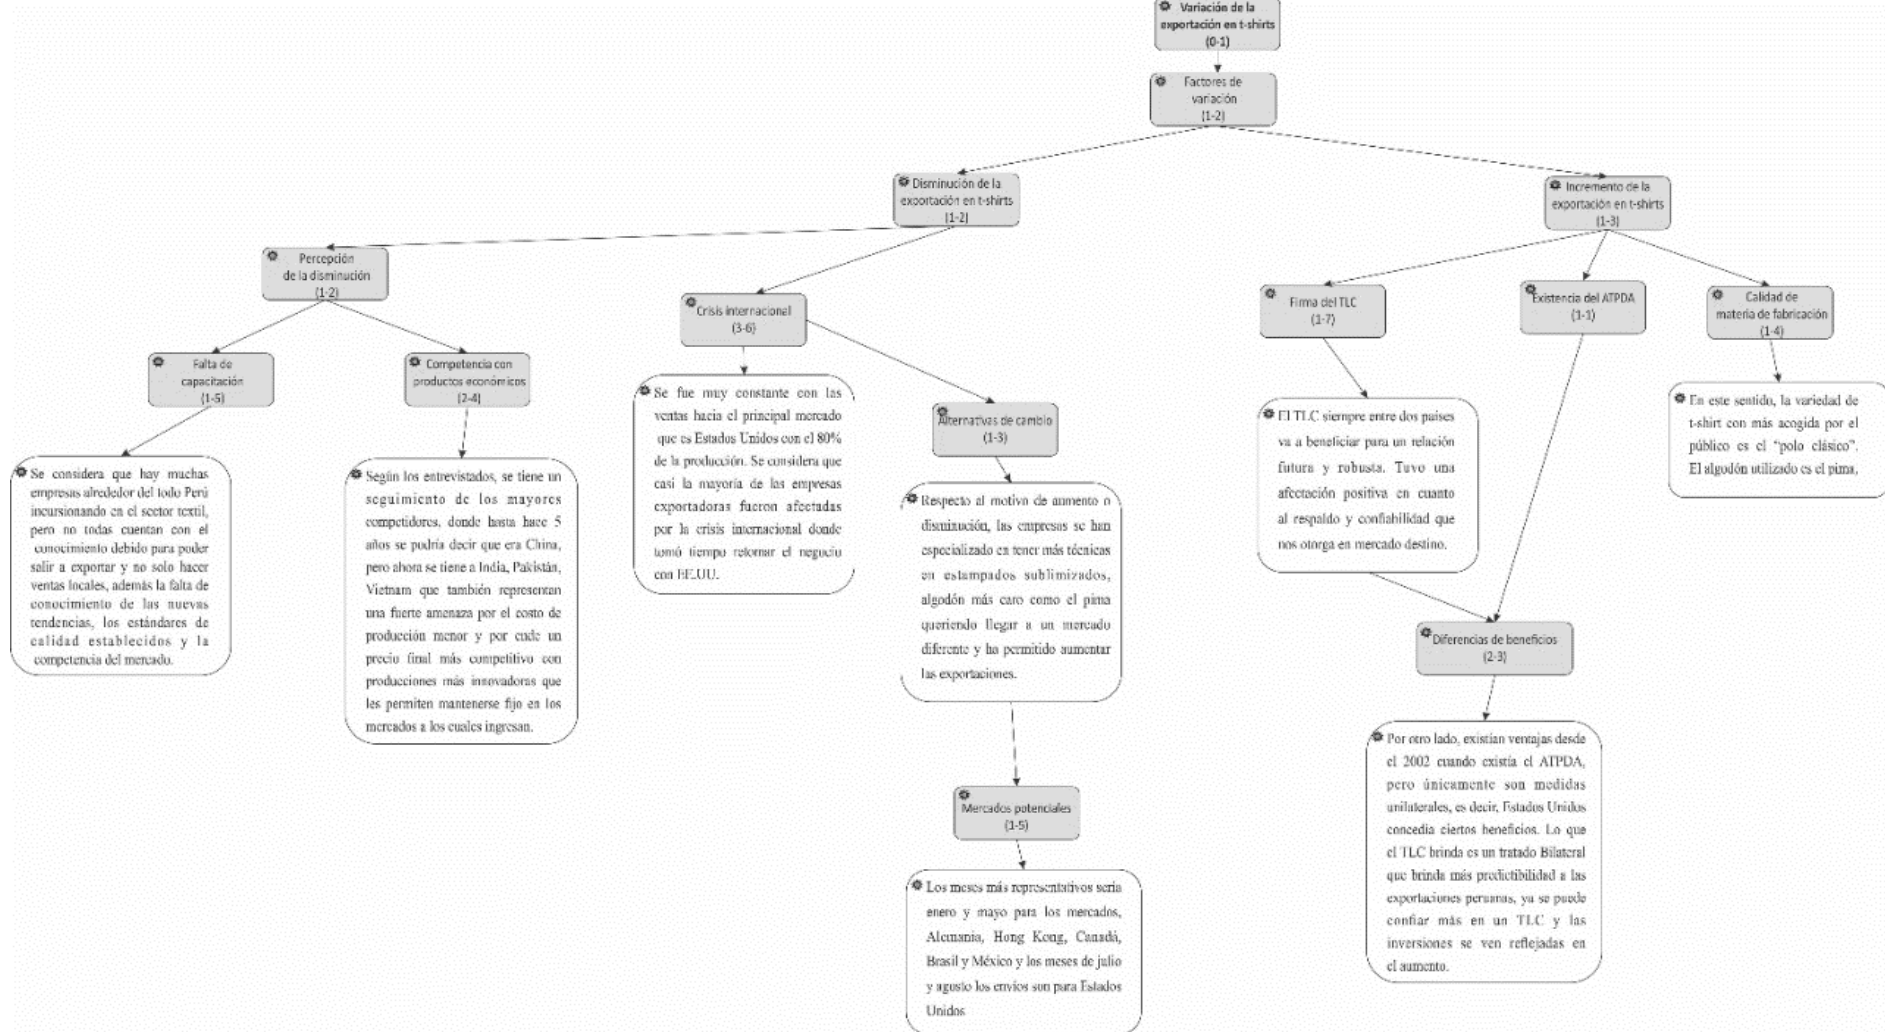 Variación de la
exportación en t-shirts
(0-1)
Factores de
variación
(1-2)
Disminución de la
exportación en t-shirts
(1-2)
Incremento de la
exportación en t-shirts
(1-3)
Percepción
de la disminución
(1-2)
Crisis internacional
(3-6)
Firma del TLC
(1-7)
Existencia del ATPDA
(1-1)
Calidad de
materia de fabricación
(1-4)
Falta de
capacitación
(1-5)
Competencia con
productos económicos
(2-4)
Se fue muy constante con las
ventas hacia el principal mercado
que es Estados Unidos con el 80%
de la producción. Se considera que
casi la mayoría de las empresas
exportadoras fueron afectadas
por la crisis internacional donde
tomó tiempo retomar el negocio
con EE.UU.
Alternativas de cambio
(1-3)
El TLC siempre entre dos países
va a beneficiar para un relación
futura y robusta. Tuvo una
afectación positiva en cuanto
al respaldo y confiabilidad que
nos otorga en mercado destino.
En este sentido, la variedad de
t-shirt con más acogida por el
público es el “polo clásico”.
El algodón utilizado es el pima,
Se considera que hay muchas
empresas alrededor del todo Perú
incursionando en el sector textil,
pero no todas cuentan con el
conocimiento debido para poder
salir a exportar y no solo hacer
ventas locales, además la falta de
conocimiento de las nuevas
tendencias, los estándares de
calidad establecidos y la
competencia del mercado.
Según los entrevistados, se tiene un
seguimiento de los mayores
competidores, donde hasta hace 5
años se podría decir que era China,
pero ahora se tiene a India, Pakistán,
Vietnam que también representan
una fuerte amenaza por el costo de
producción menor y por ende un
precio final más competitivo con
producciones más innovadoras que
les permiten mantenerse fijo en los
mercados a los cuales ingresan.
Respecto al motivo de aumento o
disminución, las empresas se han
especializado en tener más técnicas
en estampados sublimizados,
algodón más caro como el pima
queriendo llegar a un mercado
diferente y ha permitido aumentar
las exportaciones.
Diferencias de beneficios
(2-3)
Por otro lado, existían ventajas desde
el 2002 cuando existía el ATPDA,
pero únicamente son medidas
unilaterales, es decir, Estados Unidos
concedía ciertos beneficios. Lo que
el TLC brinda es un tratado Bilateral
que brinda más predictibilidad a las
exportaciones peruanas, ya se puede
confiar más en un TLC y las
inversiones se ven reflejadas en
el aumento.
Mercados potenciales
(1-5)
Los meses más representativos sería
enero y mayo para los mercados,
Alemania, Hong Kong, Canadá,
Brasil y México y los meses de julio
y agosto los envíos son para Estados
Unidos